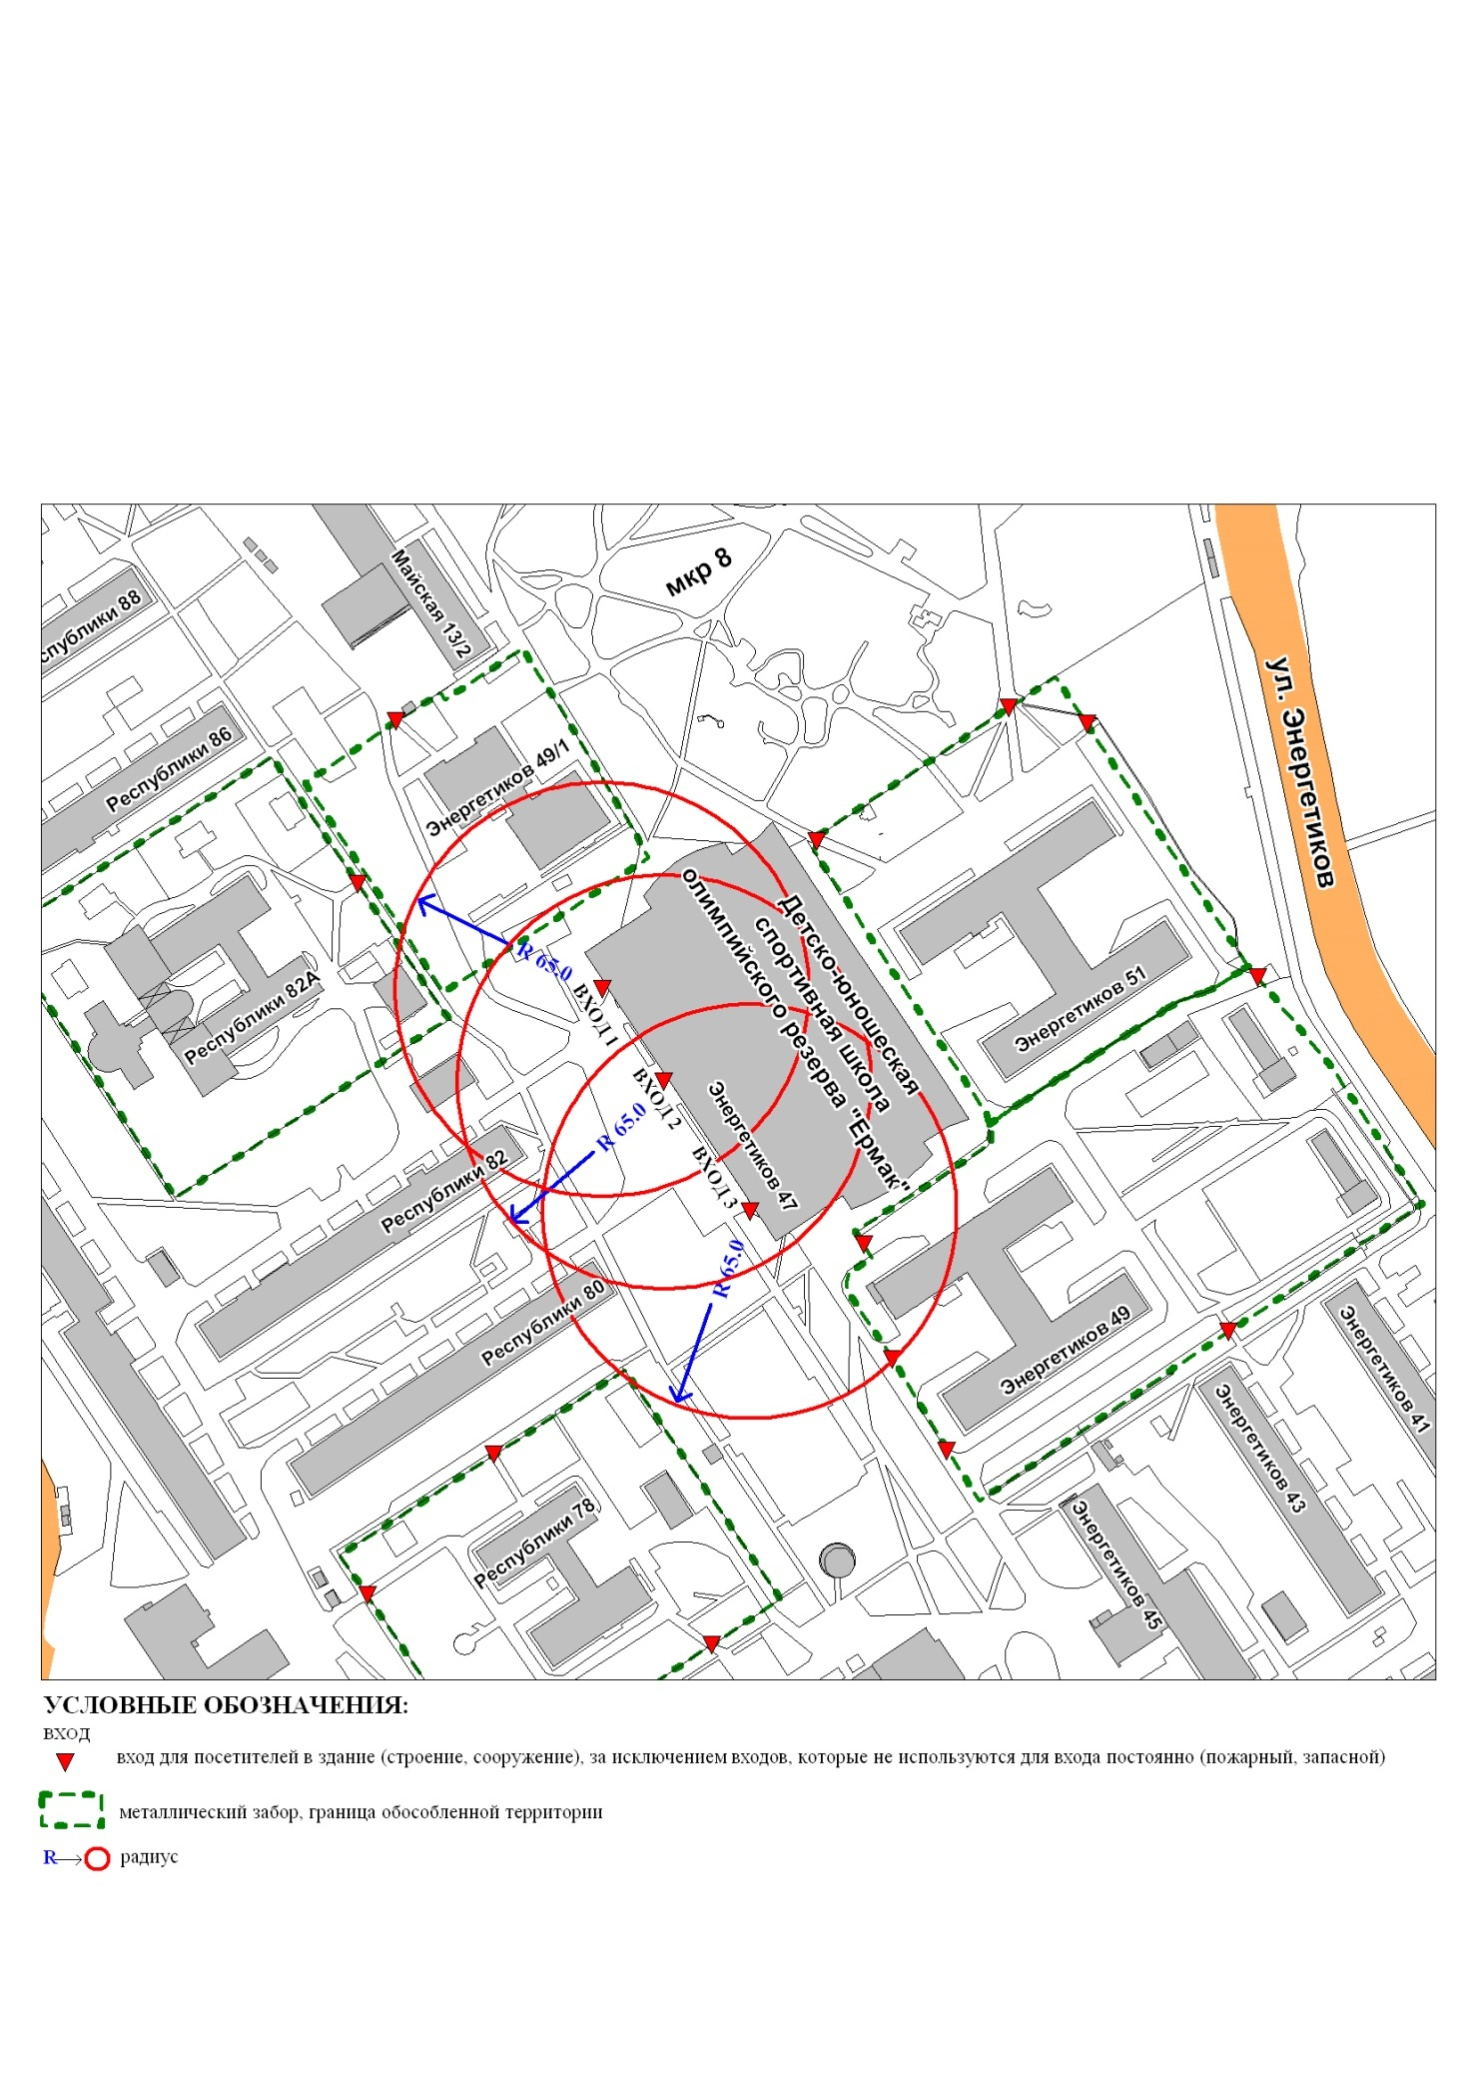 мкр 8
Майская 13/2
спублики 88
ул. Энергетиков
Республики 86
Энергетиков 49/1
Детско-юношеская
спортивная школа
олимпийского резерва "Ермак"
R 65.0
ВХОД 1
Республики 82А
Энергетиков 51
ВХОД 2
R 65.0
Энергетиков 47
ВХОД 3
Республики 82
R 65.0
Республики 80
Энергетиков 49
Энергетиков 41
Энергетиков 43
Республики 78
Энергетиков 45
УСЛОВНЫЕ ОБОЗНАЧЕНИЯ:
ВХОД
вход для посетителей в здание (строение, сооружение), за исключением входов, которые не используются для входа постоянно (пожарный, запасной)
металлический забор, граница обособленной территории
R радиус